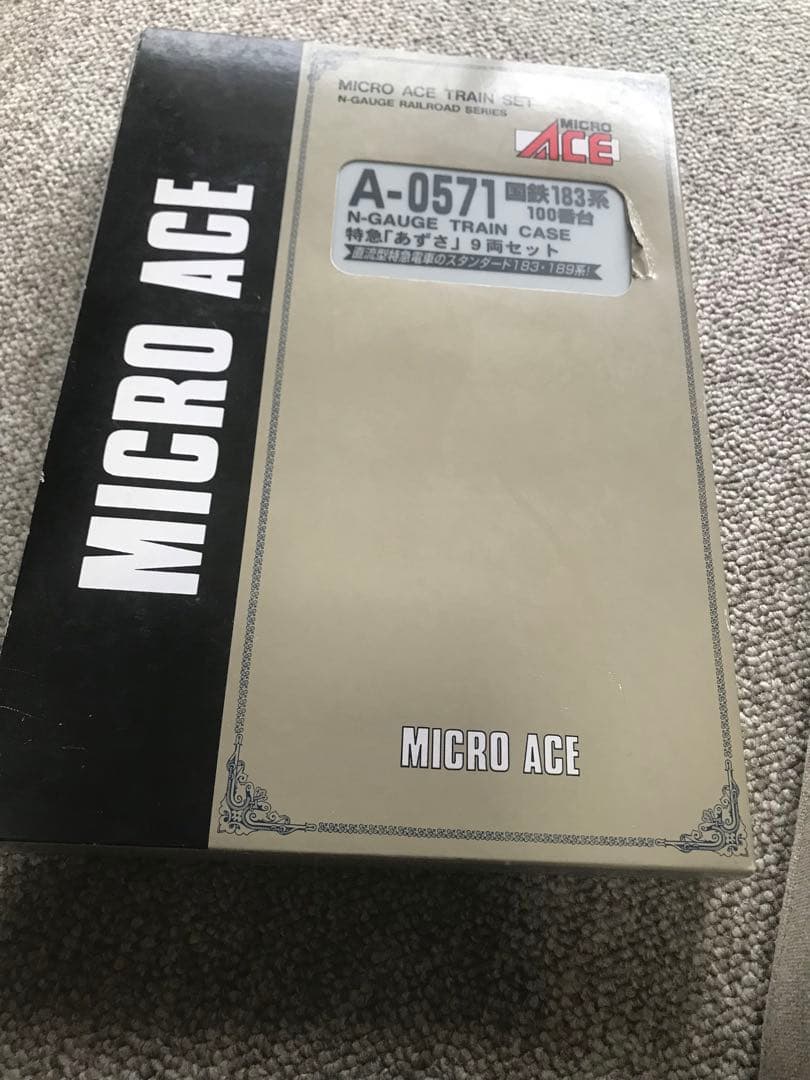 MICRO ACE
MICRO ACE TRAIN SET
N-GAUGE RAILROAD SERIES
MICRO
ACE
A-0571 国鉄183系
100番台
N-GAUGE TRAIN CASE
特急「あずさ」9両セット
直流型特急電車のスタンダード183・189系!
MICRO ACE